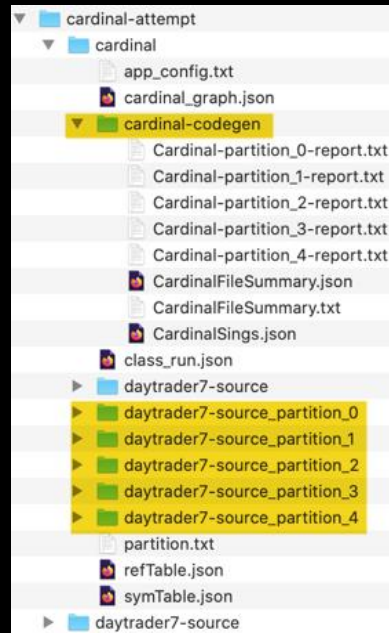 cardinal-attempt
cardinal
app_config.txt
cardinal_graph.json
cardinal-codegen
Cardinal-partition_0-report.txt
Cardinal-partition_1-report.txt
Cardinal-partition_2-report.txt
Cardinal-partition_3-report.txt
Cardinal-partition_4-report.txt
CardinalFileSummary.json
CardinalFileSummary.txt
CardinalSings.json
class_run.json
daytrader7-source
daytrader7-source_partition_0
daytrader7-source_partition_1
daytrader7-source_partition_2
daytrader7-source_partition_3
daytrader7-source_partition_4
partition.txt
refTable.json
symTable.json
daytrader7-source